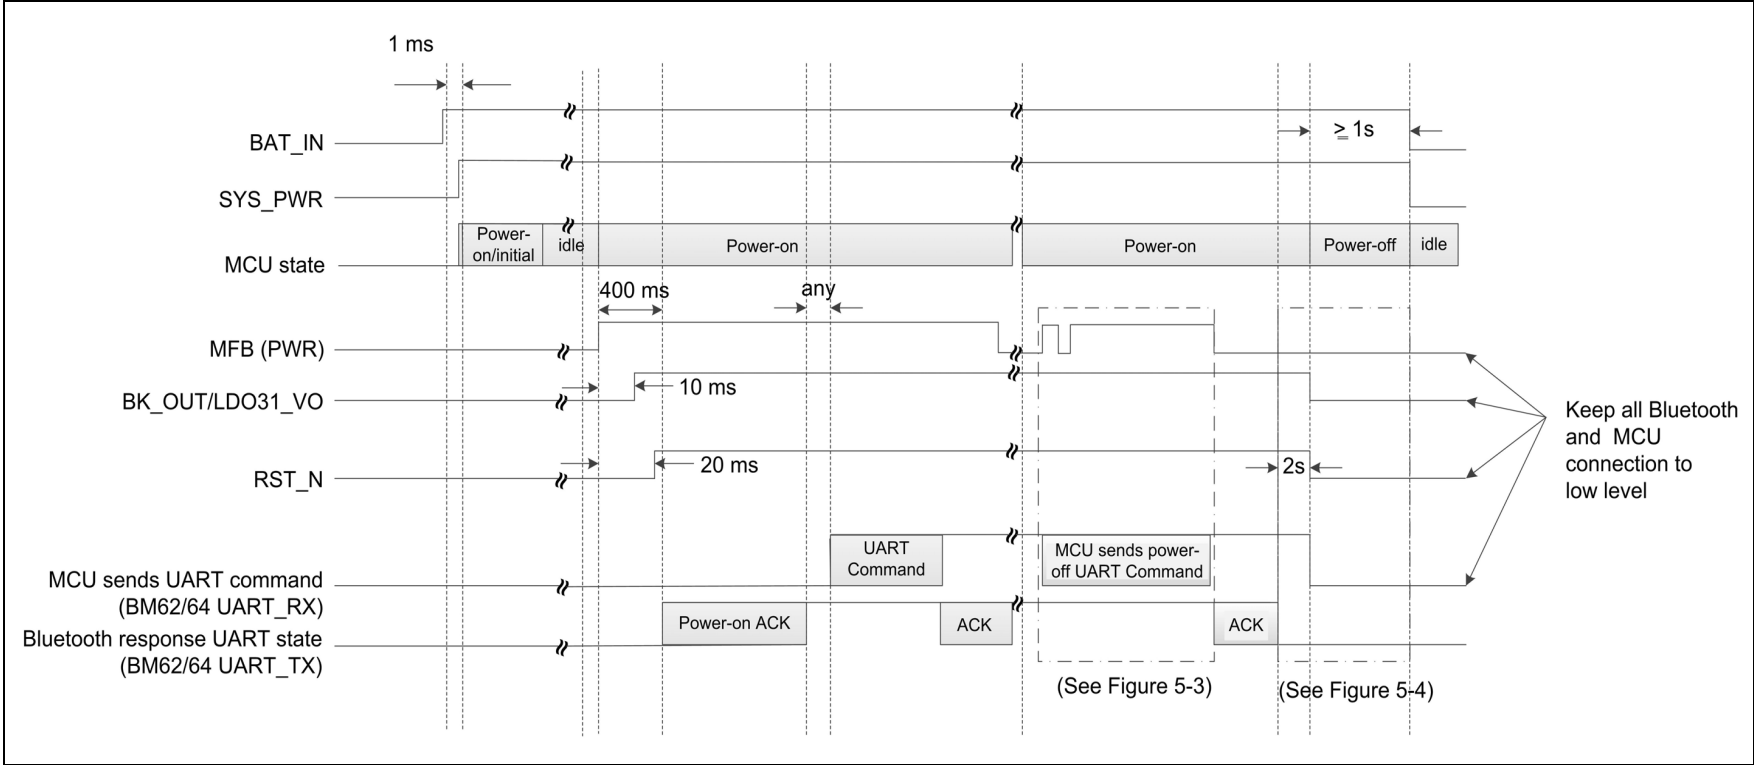 1 ms
BAT_IN
≥ 1s
SYS_PWR
MCU state
Power-
on/initial
idle
Power-on
Power-on
Power-off
idle
400 ms
any
MFB (PWR)
BK_OUT/LDO31_VO
10 ms
RST_N
20 ms
2s
Keep all Bluetooth
and MCU
connection to
low level
MCU sends UART command
(BM62/64 UART_RX)
UART
Command
MCU sends power-
off UART Command
Bluetooth response UART state
(BM62/64 UART_TX)
Power-on ACK
ACK
ACK
(See Figure 5-3)
(See Figure 5-4)